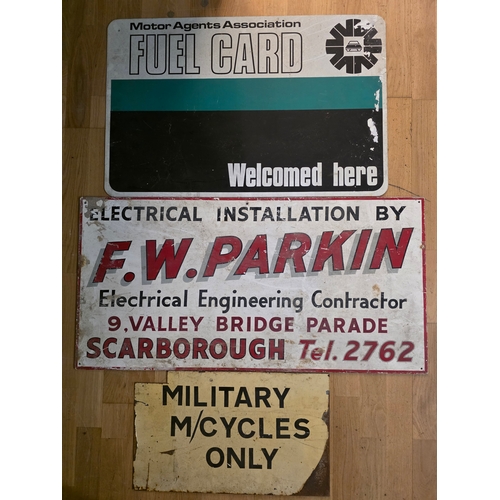 Motor Agents Association
FUEL CARD
Welcomed here
ELECTRICAL INSTALLATION BY
F.W.PARKIN
Electrical Engineering Contractor
9, VALLEY BRIDGE PARADE
SCARBOROUGH Tel. 2762
MILITARY
M/CYCLES
ONLY